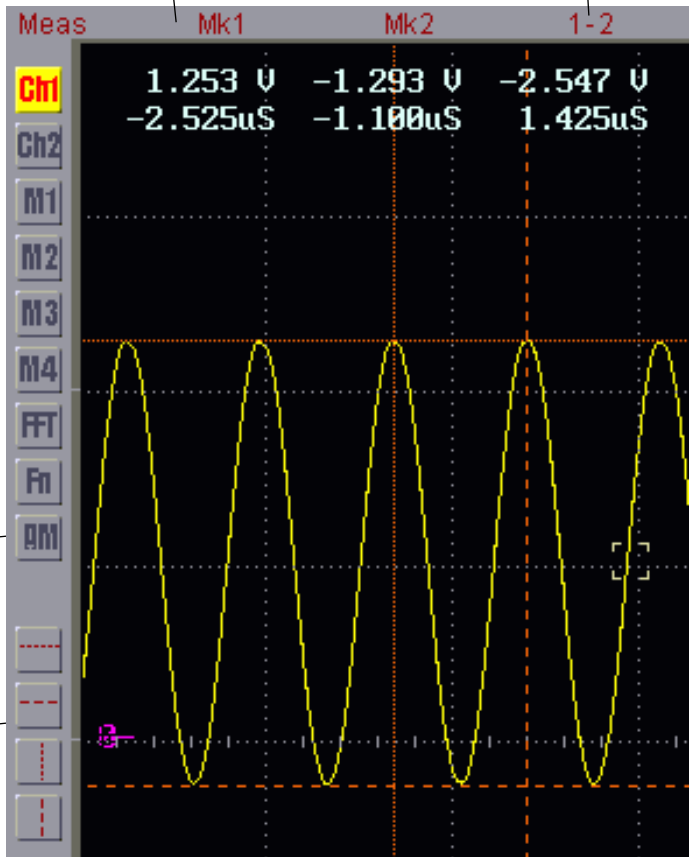 Meas Mk1 Mk2 1-2
1.253 V -1.293 V -2.547 V
-2.525uS -1.100uS 1.425uS
Ch1
Ch2
M1
M2
M3
M4
FFT
Fn
AM